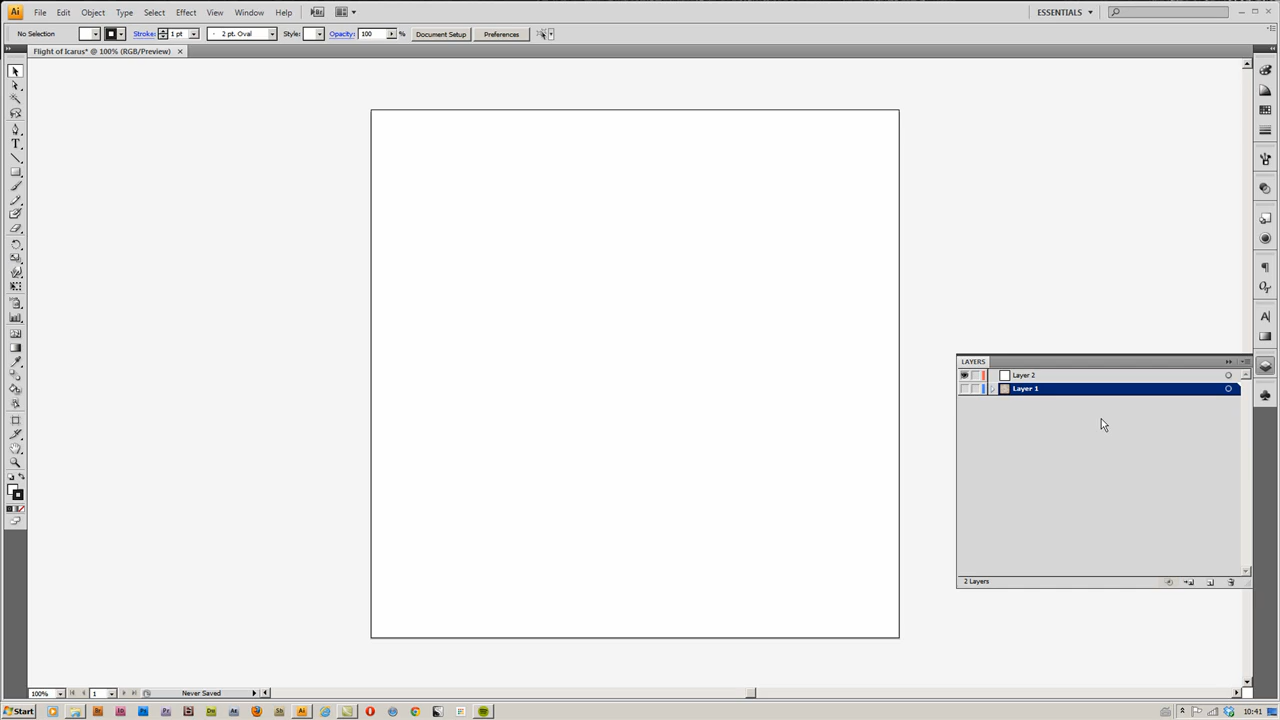 Ai File Edit Object Type Select Effect View Window Help Br ESSENTIALS
No Selection Stroke: 1 pt 2 pt. Oval Style: Opacity: 100 % Document Setup Preferences
Flight of Icarus* @ 100% (RGB/Preview)
LAYERS
Layer 2
Layer 1
2 Layers
100% 1 Never Saved
Start 10:41